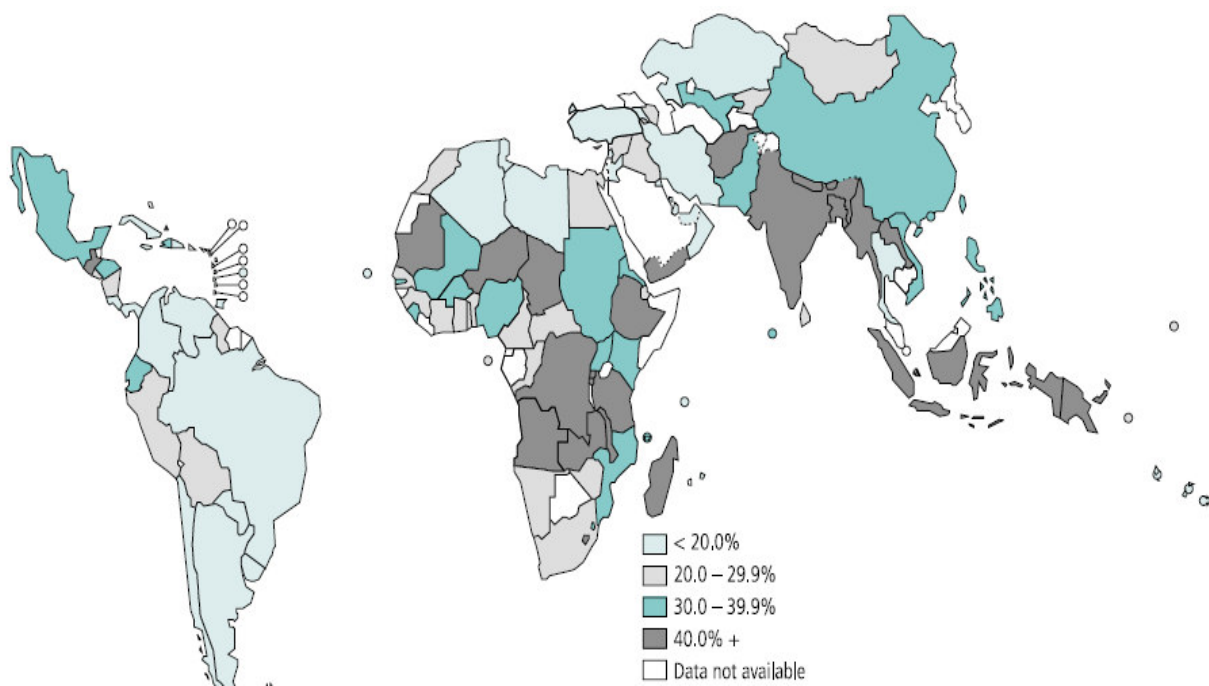 < 20.0%
20.0 – 29.9%
30.0 – 39.9%
40.0% +
Data not available